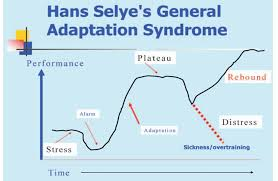 Hans Selye's General
Adaptation Syndrome
Plateau
Performance
Rebound
Alarm
Adaptation
Distress
Stress
Sickness/overtraining
Time